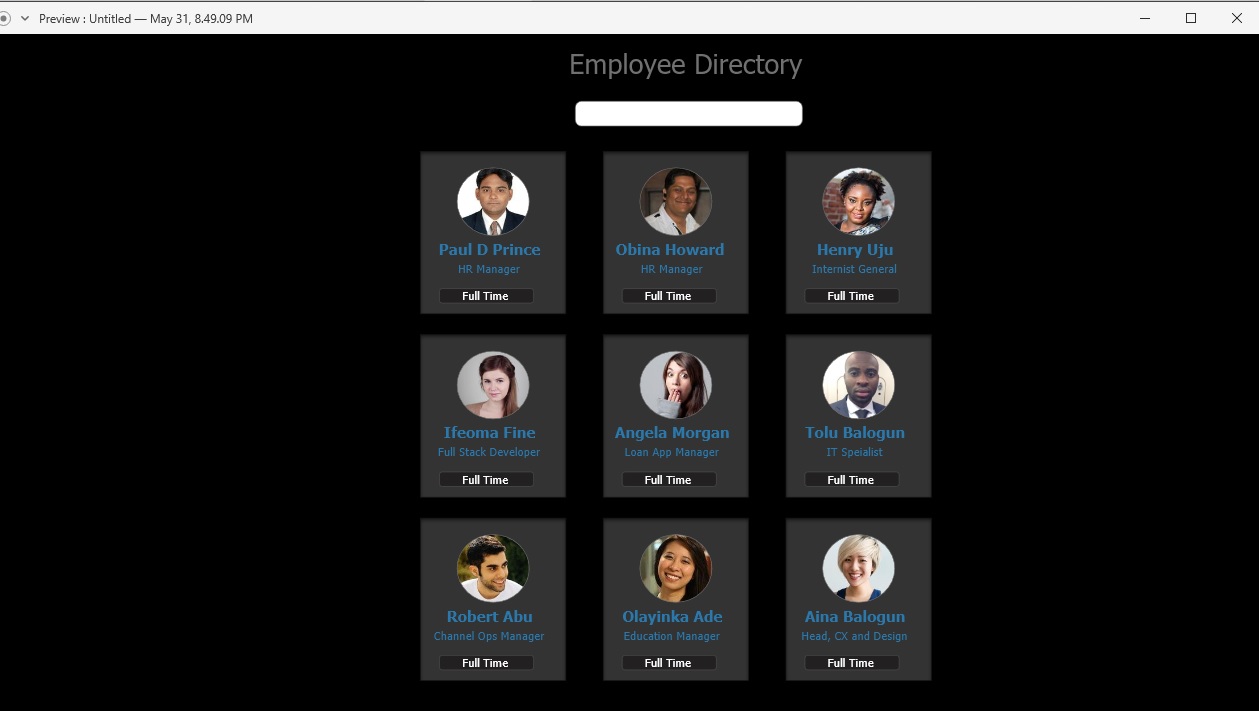 Preview : Untitled — May 31, 8.49.09 PM
Employee Directory
Paul D Prince
HR Manager
Full Time
Obina Howard
HR Manager
Full Time
Henry Uju
Internist General
Full Time
Ifeoma Fine
Full Stack Developer
Full Time
Angela Morgan
Loan App Manager
Full Time
Tolu Balogun
IT Speialist
Full Time
Robert Abu
Channel Ops Manager
Full Time
Olayinka Ade
Education Manager
Full Time
Aina Balogun
Head, CX and Design
Full Time